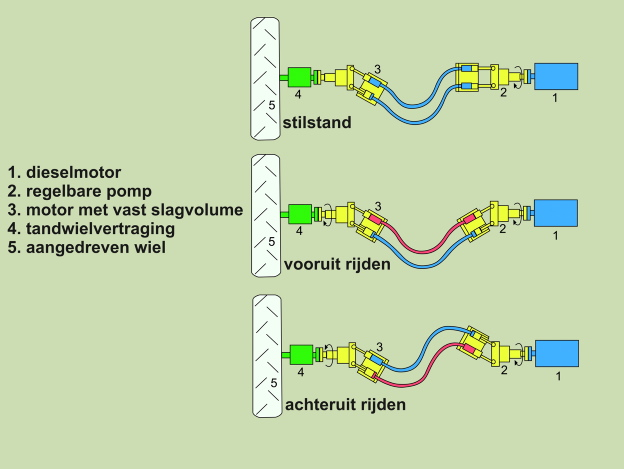 3
4
5
2
1
stilstand
1. dieselmotor
2. regelbare pomp
3. motor met vast slagvolume
4. tandwielvertraging
5. aangedreven wiel
3
4
5
2
1
vooruit rijden
3
4
5
2
1
achteruit rijden